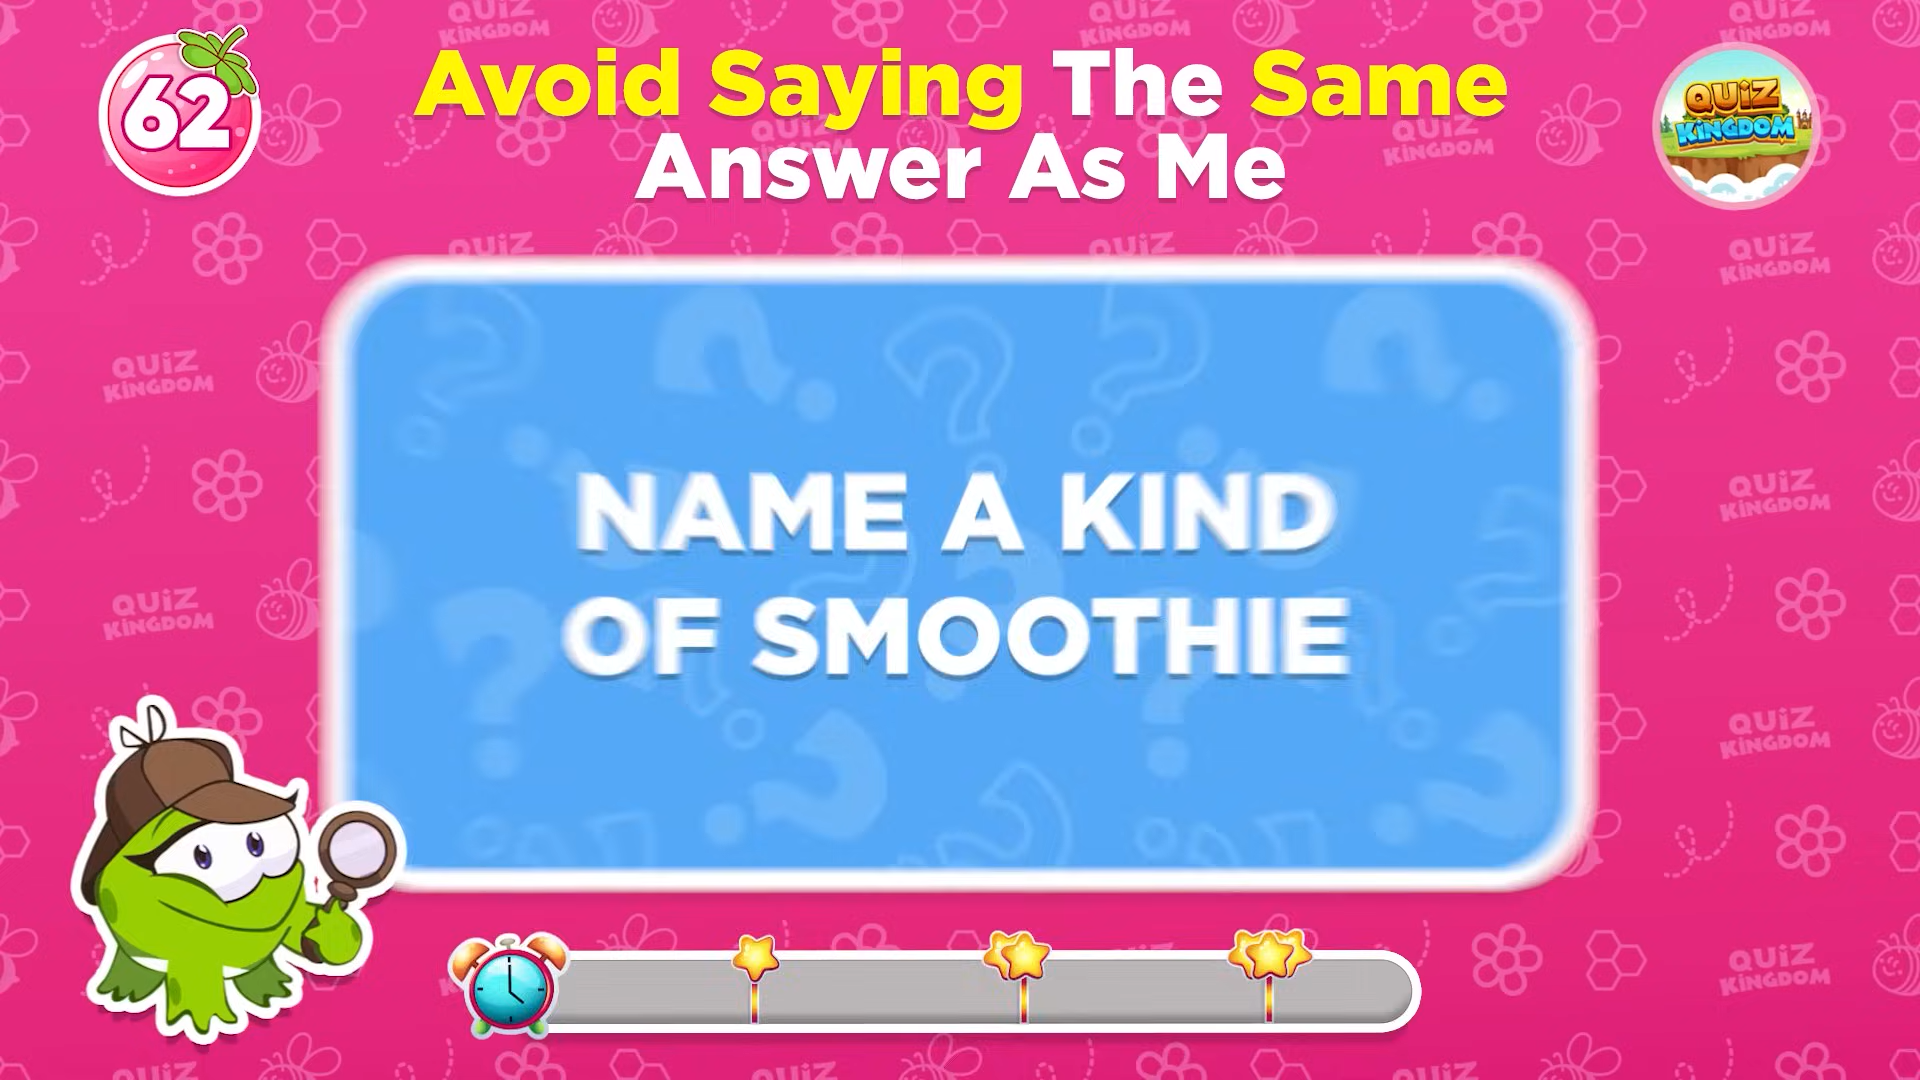 62
Avoid Saying The Same
Answer As Me
QUiZ
KiNGDOM
NAME A KIND
OF SMOOTHIE